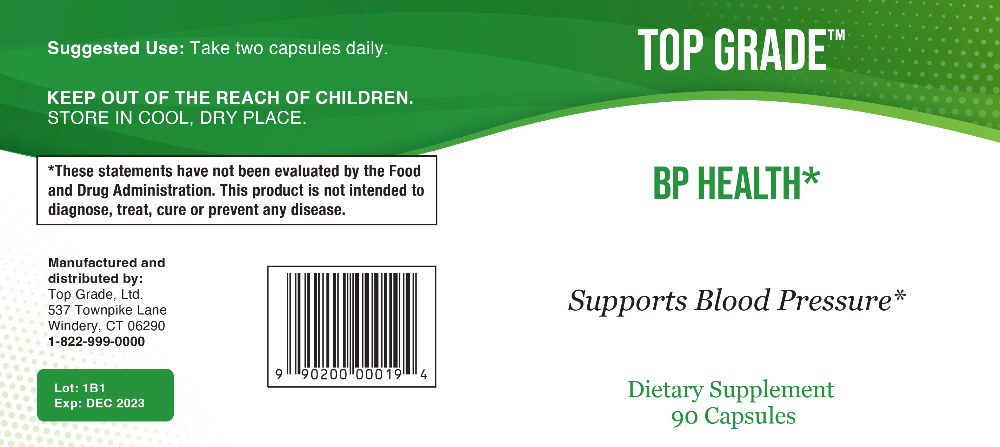 Suggested Use: Take two capsules daily.
KEEP OUT OF THE REACH OF CHILDREN.
STORE IN COOL, DRY PLACE.
*These statements have not been evaluated by the Food
and Drug Administration. This product is not intended to
diagnose, treat, cure or prevent any disease.
Manufactured and
distributed by:
Top Grade, Ltd.
537 Townpike Lane
Windery, CT 06290
1-822-999-0000
Lot: 1B1
Exp: DEC 2023
9 90200 00019 4
TOP GRADE™
BP HEALTH*
Supports Blood Pressure*
Dietary Supplement
90 Capsules